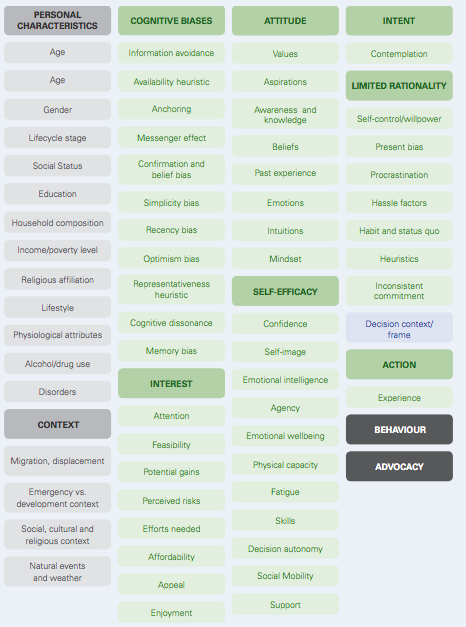 PERSONAL
CHARACTERISTICS
Age
Age
Gender
Lifecycle stage
Social Status
Education
Household composition
Income/poverty level
Religious affiliation
Lifestyle
Physiological attributes
Alcohol/drug use
Disorders
CONTEXT
Migration, displacement
Emergency vs.
development context
Social, cultural and
religious context
Natural events
and weather
COGNITIVE BIASES
Information avoidance
Availability heuristic
Anchoring
Messenger effect
Confirmation and
belief bias
Simplicity bias
Recency bias
Optimism bias
Representativeness
heuristic
Cognitive dissonance
Memory bias
INTEREST
Attention
Feasibility
Potential gains
Perceived risks
Efforts needed
Affordability
Appeal
Enjoyment
ATTITUDE
Values
Aspirations
Awareness and
knowledge
Beliefs
Past experience
Emotions
Intuitions
Mindset
SELF-EFFICACY
Confidence
Self-image
Emotional intelligence
Agency
Emotional wellbeing
Physical capacity
Fatigue
Skills
Decision autonomy
Social Mobility
Support
INTENT
Contemplation
LIMITED RATIONALITY
Self-control/willpower
Present bias
Procrastination
Hassle factors
Habit and status quo
Heuristics
Inconsistent
commitment
Decision context/
frame
ACTION
Experience
BEHAVIOUR
ADVOCACY